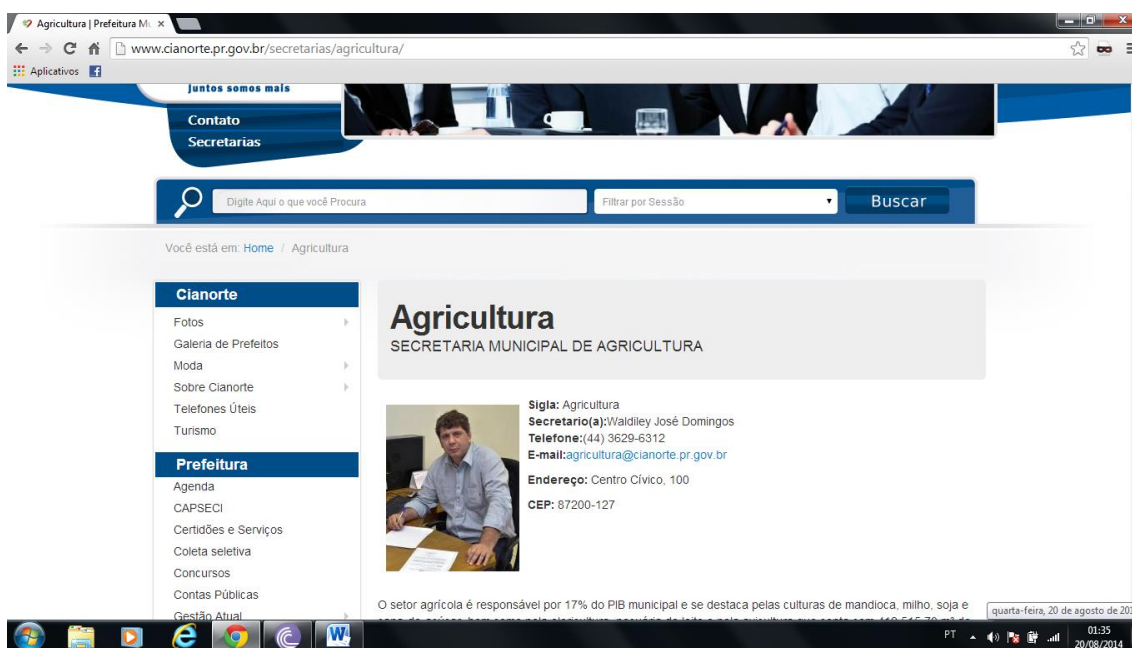 Agricultura | Prefeitura Mu
www.cianorte.pr.gov.br/secretarias/agricultura/
Aplicativos
juntos somos mais
Contato
Secretarias
Digite Aqui o que você Procura
Filtrar por Sessão
Buscar
Você está em: Home / Agricultura
Cianorte
Fotos
Galeria de Prefeitos
Moda
Sobre Cianorte
Telefones Úteis
Turismo
Prefeitura
Agenda
CAPSECI
Certidões e Serviços
Coleta seletiva
Concursos
Contas Públicas
Gestão Atual
Agricultura
SECRETARIA MUNICIPAL DE AGRICULTURA
Sigla: Agricultura
Secretario(a):Waldiley José Domingos
Telefone:(44) 3629-6312
E-mail:agricultura@cianorte.pr.gov.br
Endereço: Centro Cívico, 100
CEP: 87200-127
O setor agrícola é responsável por 17% do PIB municipal e se destaca pelas culturas de mandioca, milho, soja e
quarta-feira, 20 de agosto de 201
PT
01:35
20/08/2014